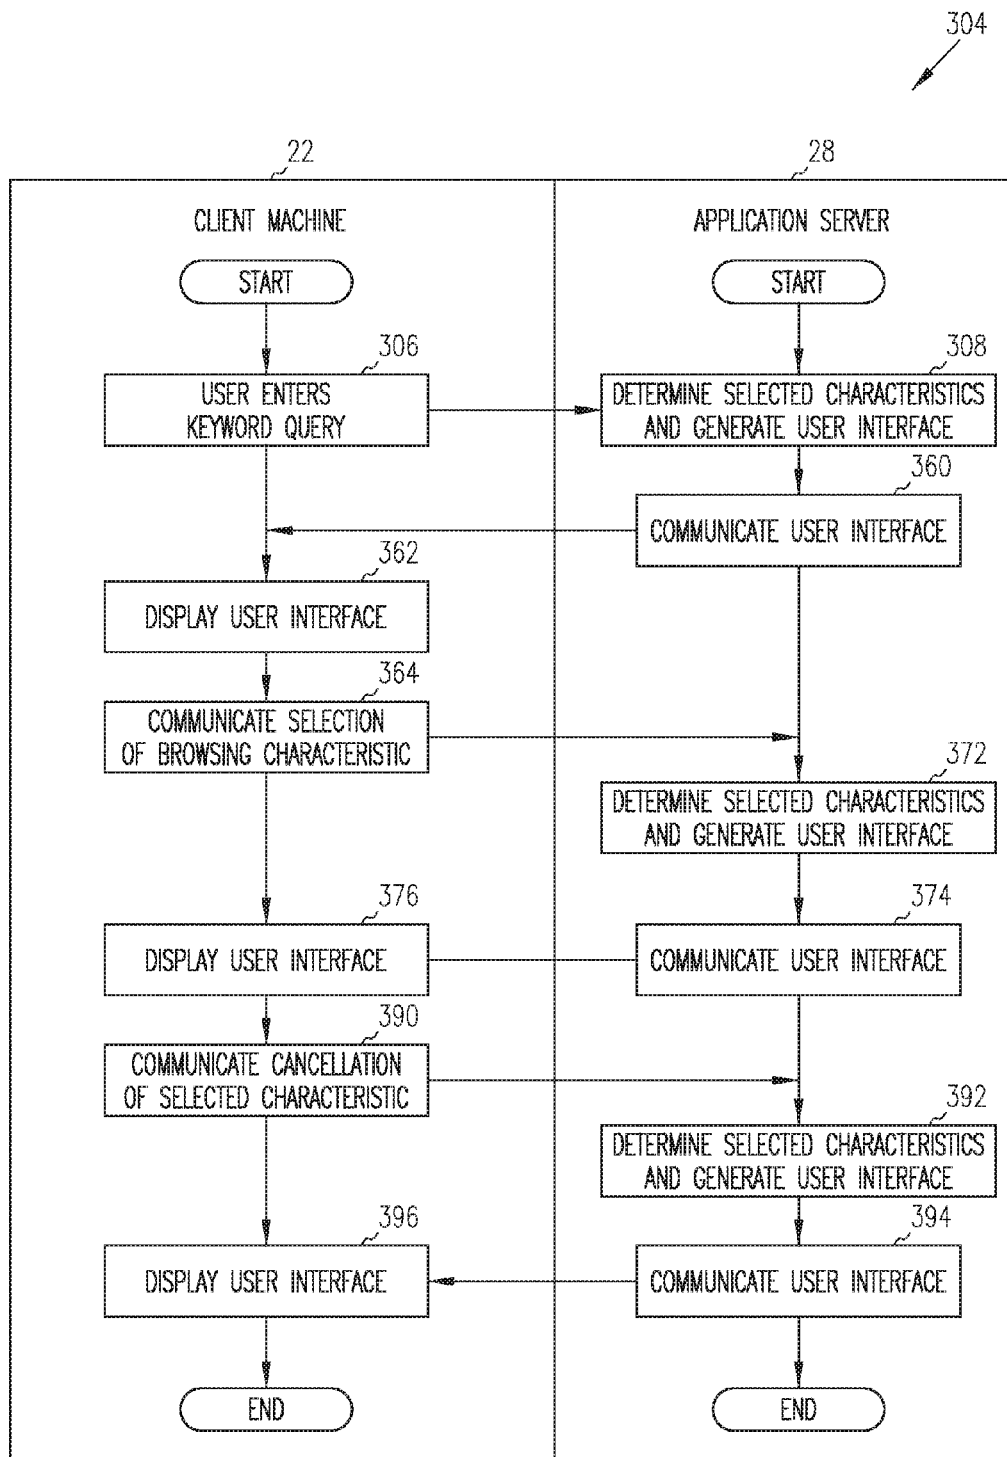 304
22
28
CLIENT MACHINE
APPLICATION SERVER
START
START
306
308
USER ENTERS
KEYWORD QUERY
DETERMINE SELECTED CHARACTERISTICS
AND GENERATE USER INTERFACE
360
COMMUNICATE USER INTERFACE
362
DISPLAY USER INTERFACE
364
COMMUNICATE SELECTION
OF BROWSING CHARACTERISTIC
372
DETERMINE SELECTED CHARACTERISTICS
AND GENERATE USER INTERFACE
376
374
DISPLAY USER INTERFACE
COMMUNICATE USER INTERFACE
390
COMMUNICATE CANCELLATION
OF SELECTED CHARACTERISTIC
392
DETERMINE SELECTED CHARACTERISTICS
AND GENERATE USER INTERFACE
396
394
DISPLAY USER INTERFACE
COMMUNICATE USER INTERFACE
END
END